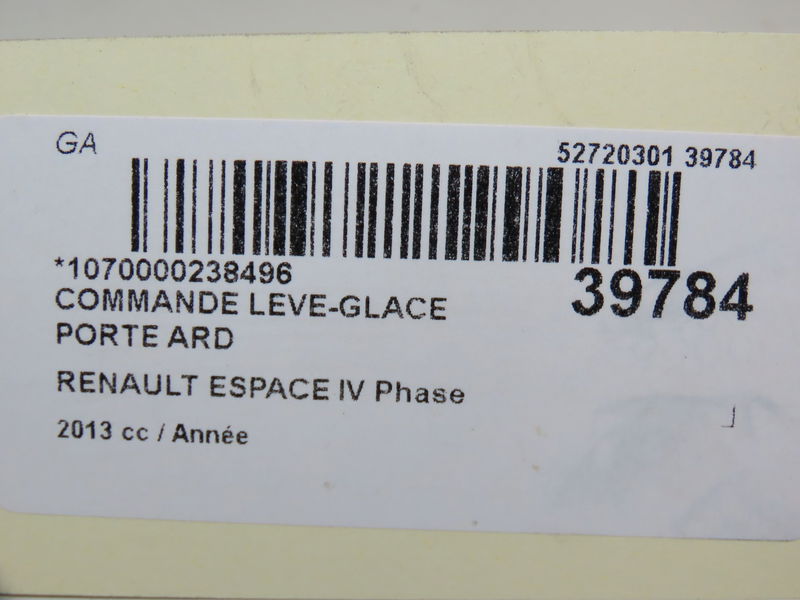 GA
52720301 39784
*1070000238496
39784
COMMANDE LEVE-GLACE
PORTE ARD
RENAULT ESPACE IV Phase
2013 cc / Année